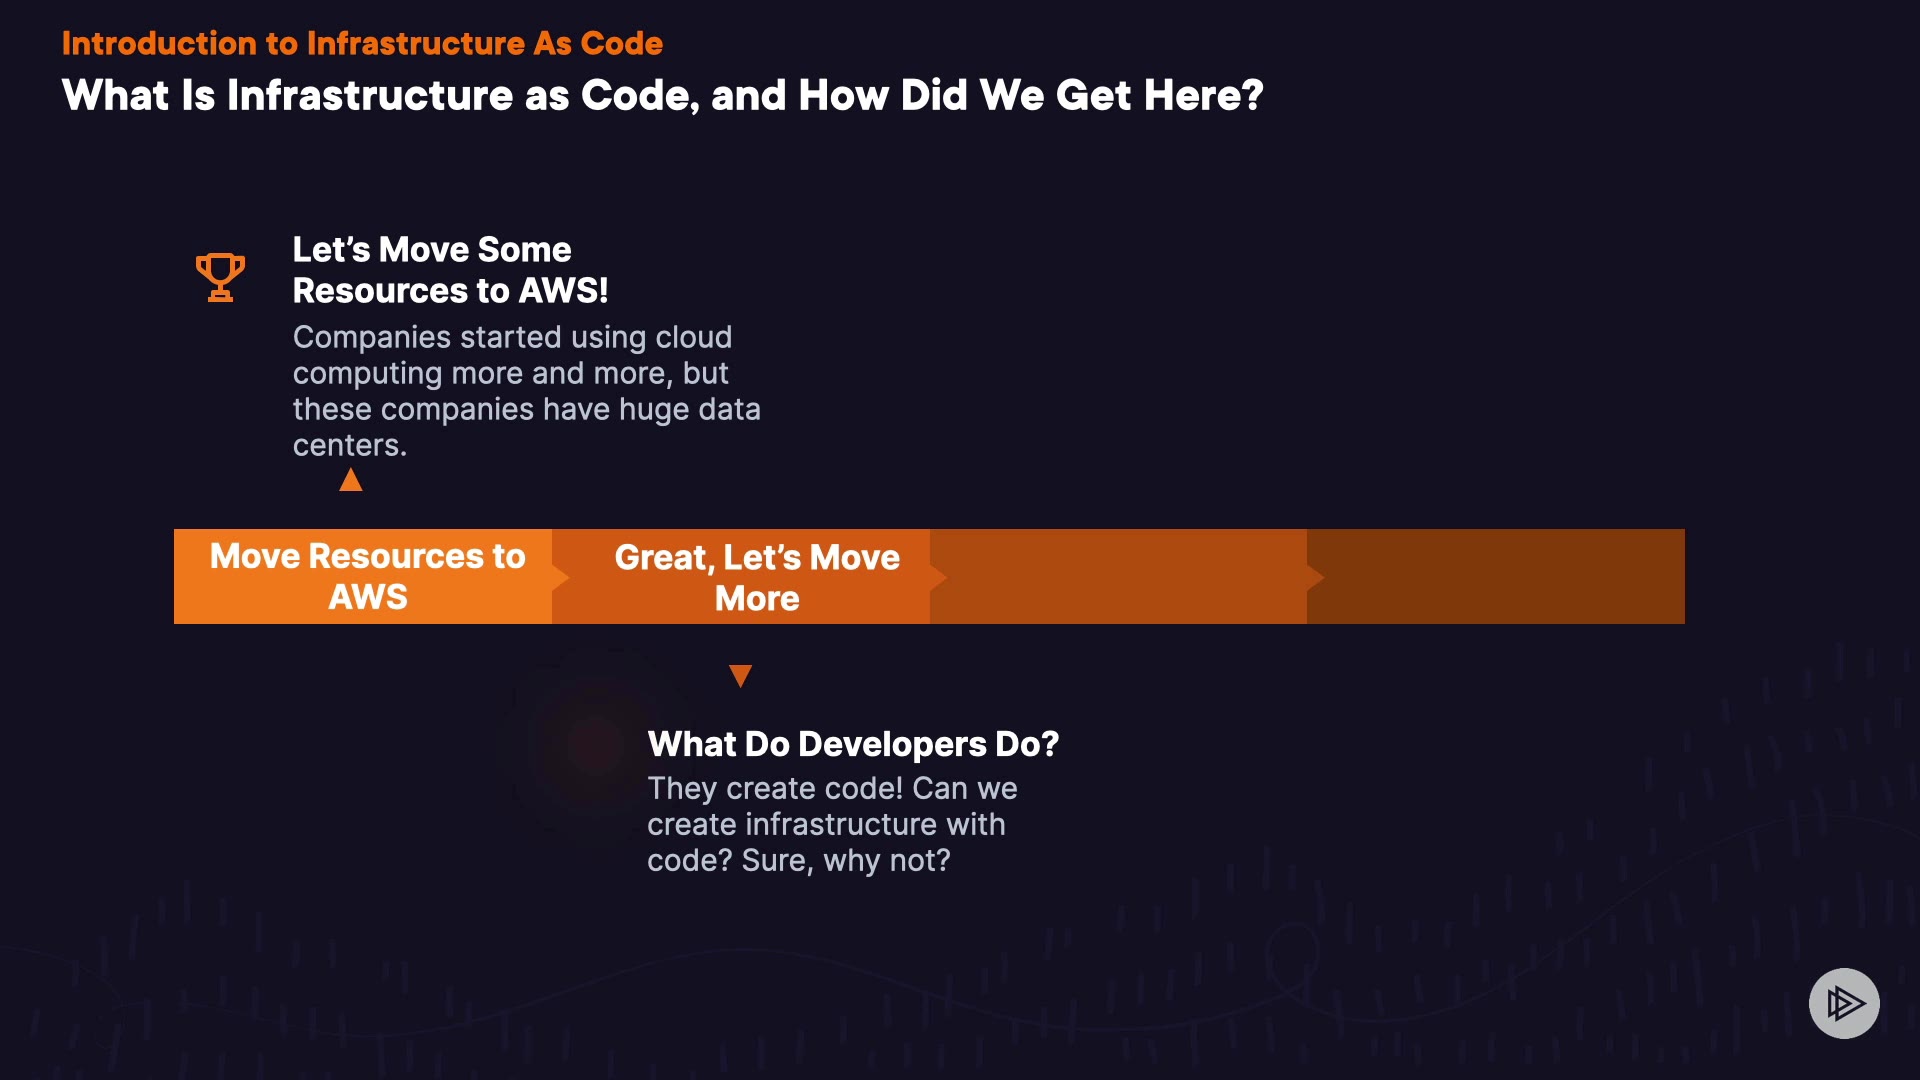 Introduction to Infrastructure As Code
What Is Infrastructure as Code, and How Did We Get Here?
Let’s Move Some
Resources to AWS!
Companies started using cloud
computing more and more, but
these companies have huge data
centers.
Move Resources to
AWS
Great, Let’s Move
More
What Do Developers Do?
They create code! Can we
create infrastructure with
code? Sure, why not?